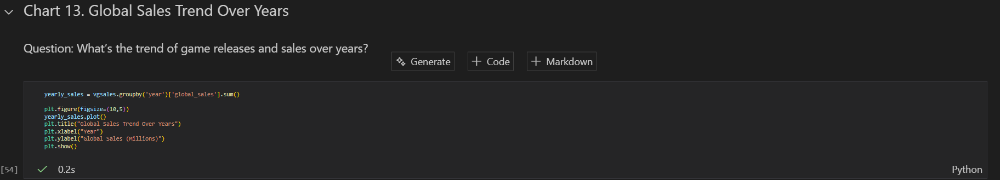 Chart 13. Global Sales Trend Over Years
Question: What’s the trend of game releases and sales over years?
Generate
Code
Markdown
yearly_sales = vgsales.groupby('year')['global_sales'].sum()
plt.figure(figsize=(10,5))
yearly_sales.plot()
plt.title("Global Sales Trend Over Years")
plt.xlabel("Year")
plt.ylabel("Global Sales (Millions)")
plt.show()
[54]
0.2s
Python